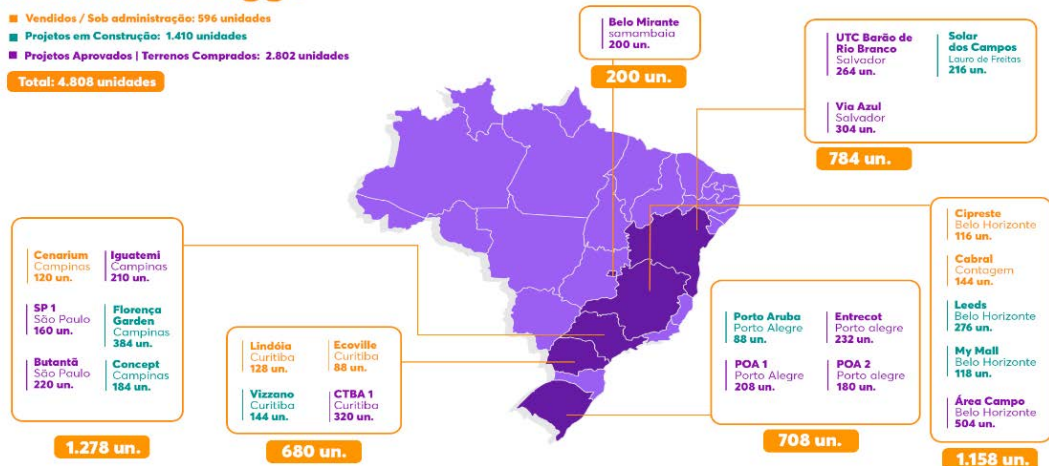 Vendidos / Sob administração: 596 unidades
Projetos em Construção: 1.410 unidades
Projetos Aprovados | Terrenos Comprados: 2.802 unidades
Total: 4.808 unidades
Belo Mirante
samambaia
200 un.
200 un.
UTC Barão de
Rio Branco
Salvador
264 un.
Solar
dos Campos
Lauro de Freitas
216 un.
Via Azul
Salvador
304 un.
784 un.
Cenarium
Campinas
120 un.
Iguatemi
Campinas
210 un.
SP 1
São Paulo
160 un.
Florença
Garden
Campinas
384 un.
Butantã
São Paulo
220 un.
Concept
Campinas
184 un.
1.278 un.
Lindóia
Curitiba
128 un.
Ecoville
Curitiba
88 un.
Vizzano
Curitiba
144 un.
CTBA 1
Curitiba
320 un.
680 un.
Porto Aruba
Porto Alegre
88 un.
Entrecot
Porto alegre
232 un.
POA 1
Porto Alegre
208 un.
POA 2
Porto alegre
180 un.
708 un.
Cipreste
Belo Horizonte
116 un.
Cabral
Contagem
144 un.
Leeds
Belo Horizonte
276 un.
My Mall
Belo Horizonte
118 un.
Área Campo
Belo Horizonte
504 un.
1.158 un.